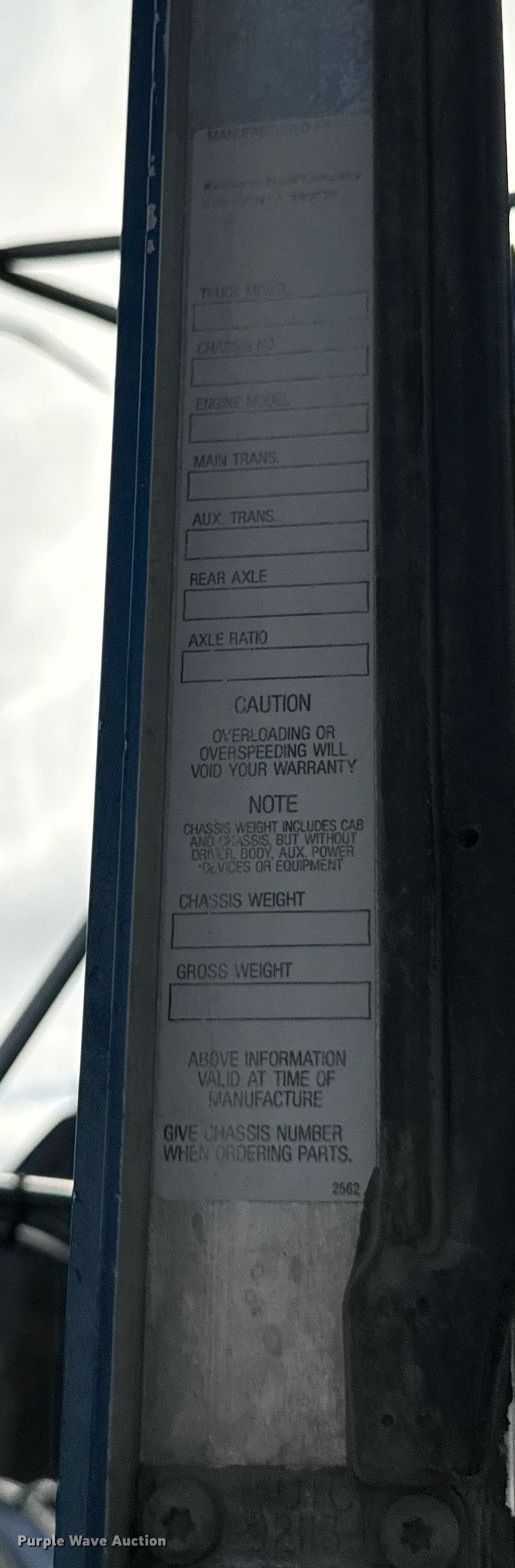 TRUCK MODEL
CHASSIS NO.
ENGINE MODEL
MAIN TRANS.
AUX. TRANS.
REAR AXLE
AXLE RATIO
CAUTION
OVERLOADING OR
OVERSPEEDING WILL
VOID YOUR WARRANTY
NOTE
CHASSIS WEIGHT INCLUDES CAB
AND CHASSIS, BUT WITHOUT
DRIVER, BODY, AUX. POWER
DEVICES OR EQUIPMENT
CHASSIS WEIGHT
GROSS WEIGHT
ABOVE INFORMATION
VALID AT TIME OF
MANUFACTURE
GIVE CHASSIS NUMBER
WHEN ORDERING PARTS.
2562
Purple Wave Auction